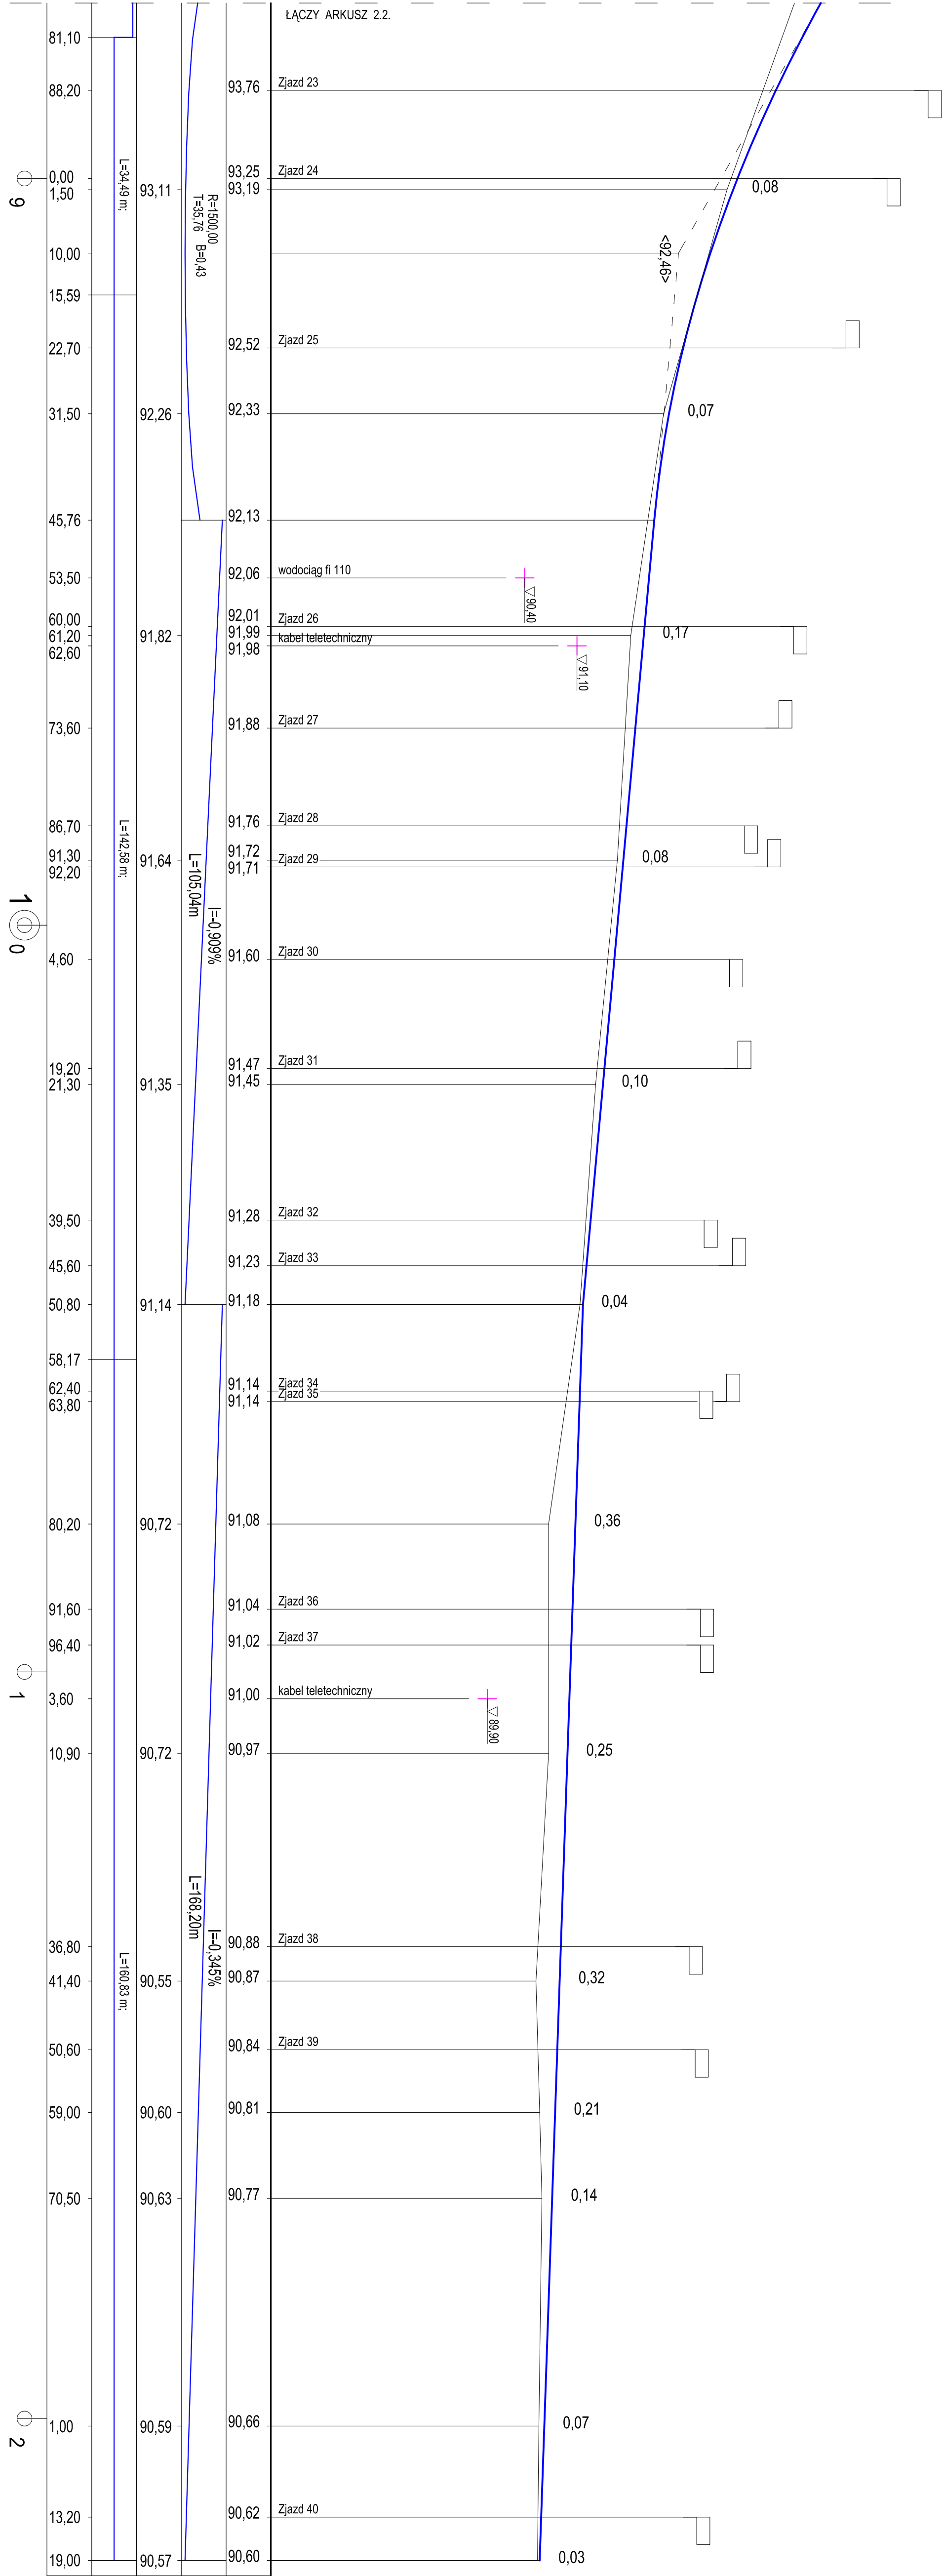 ŁĄCZY ARKUSZ 2.2.
81,10
88,20 93,76 Zjazd 23
9
0,00 93,25 Zjazd 24
1,50 93,11 93,19 0,08
L=34,49 m;
R=1500,00
T=35,76 B=0,43
10,00 <92,46>
15,59
22,70 92,52 Zjazd 25
31,50 92,26 92,33 0,07
45,76 92,13
53,50 92,06 wodociąg fi 110
90,40
60,00 92,01 Zjazd 26
61,20 91,82 91,99 0,17
62,60 91,98 kabel teletechniczny
91,10
73,60 91,88 Zjazd 27
86,70 91,76 Zjazd 28
L=142,58 m;
91,30 91,64 91,72 0,08
92,20 91,71 Zjazd 29
L=105,04m
I=-0,909%
1 0
4,60 91,60 Zjazd 30
19,20 91,47 Zjazd 31
21,30 91,35 91,45 0,10
39,50 91,28 Zjazd 32
45,60 91,23 Zjazd 33
50,80 91,14 91,18 0,04
58,17
62,40 91,14 Zjazd 34
63,80 91,14 Zjazd 35
80,20 90,72 91,08 0,36
91,60 91,04 Zjazd 36
96,40 91,02 Zjazd 37
1
3,60 91,00 kabel teletechniczny
89,90
10,90 90,72 90,97 0,25
L=168,20m
I=-0,345%
36,80 90,88 Zjazd 38
L=160,83 m;
41,40 90,55 90,87 0,32
50,60 90,84 Zjazd 39
59,00 90,60 90,81 0,21
70,50 90,63 90,77 0,14
2
1,00 90,59 90,66 0,07
13,20 90,62 Zjazd 40
19,00 90,57 90,60 0,03